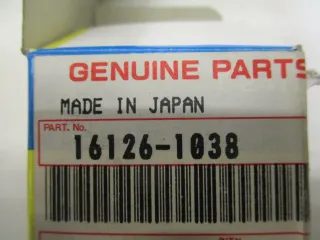 GENUINE PARTS
MADE IN JAPAN
PART. No.
16126-1038